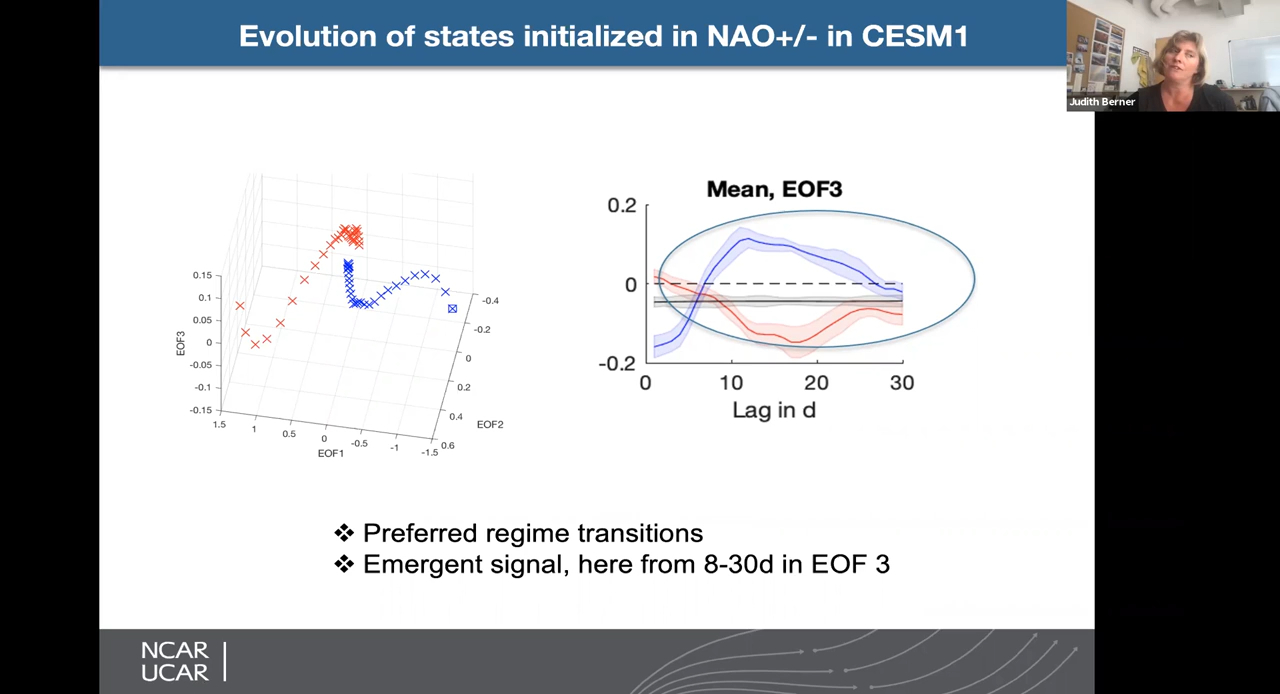 Evolution of states initialized in NAO+/- in CESM1
Judith Berner
0.15
0.1
0.05
0
-0.05
-0.1
-0.15
EOF3
1.5
1
0.5
0
-0.5
-1
-1.5
EOF1
-0.4
-0.2
0
0.2
0.4
0.6
EOF2
Mean, EOF3
0.2
0
-0.2
0
10
20
30
Lag in d
❖ Preferred regime transitions
❖ Emergent signal, here from 8-30d in EOF 3
NCAR
UCAR